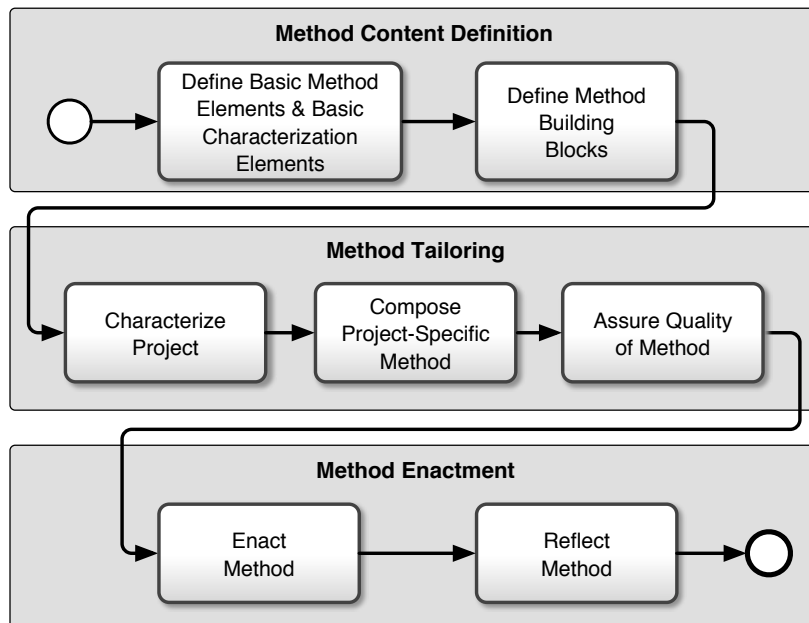 Method Content Definition
Define Basic Method
Elements & Basic
Characterization
Elements
Define Method
Building
Blocks
Method Tailoring
Characterize
Project
Compose
Project-Specific
Method
Assure Quality
of Method
Method Enactment
Enact
Method
Reflect
Method